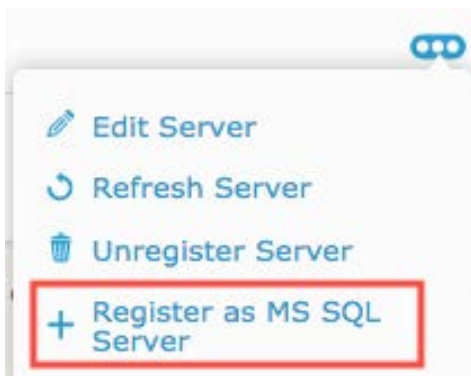 Edit Server
Refresh Server
Unregister Server
Register as MS SQL
Server